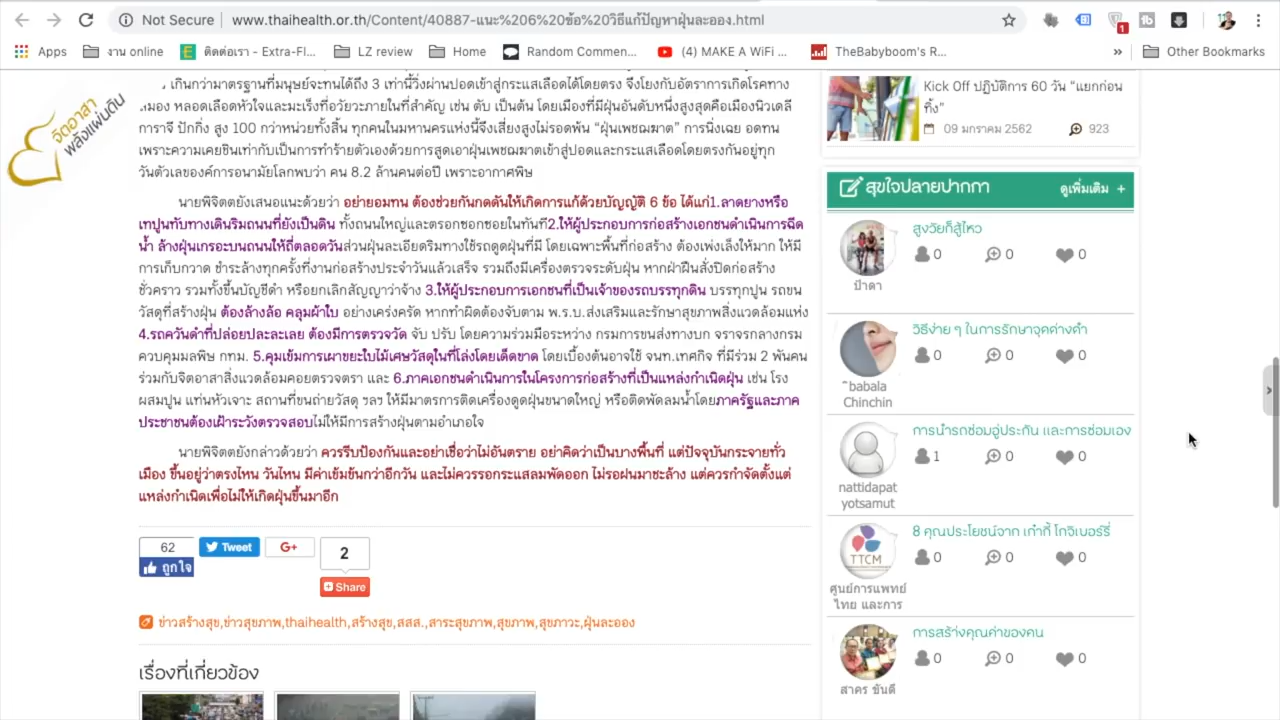 Not Secure | www.thaihealth.or.th/Content/40887-แนะ%206%20ข้อ%20วิธีแก้ปัญหาฝุ่นละออง.html
1
Apps งาน online ติดต่อเรา - Extra-Fl... LZ review Home Random Commen... (4) MAKE A WiFi ... TheBabyboom's R... » Other Bookmarks
จิตอาสา
พลังแผ่นดิน
เกินกว่ามาตรฐานที่มนุษย์จะทนได้ถึง 3 เท่านี้วิ่งผ่านปอดเข้าสู่กระแสเลือดได้โดยตรง จึงโยงกับอัตราการเกิดโรคทาง
หลอดเลือดหัวใจและมะเร็งที่อวัยวะภายในที่สำคัญ เช่น ตับ เป็นต้น โดยเมืองที่มีฝุ่นอันดับหนึ่งสูงสุดคือเมืองนิวเดลี
การาจี ปักกิ่ง สูง 100 กว่าหน่วยทั้งสิ้น ทุกคนในมหานครแห่งนี้จึงเสี่ยงสูงไม่รอดพ้น “ฝุ่นเพชฌฆาต” การนิ่งเฉย อดทน
เพราะความเคยชินเท่ากับเป็นการทำร้ายตัวเองด้วยการสูดเอาฝุ่นเพชฌฆาตเข้าสู่ปอดและกระแสเลือดโดยตรงกันอยู่ทุก
วันตัวเลของค์การอนามัยโลกพบว่า คน 8.2 ล้านคนต่อปี เพราะอากาศพิษ
นายพิจิตตยังเสนอแนะด้วยว่า อย่ายอมทน ต้องช่วยกันกดดันให้เกิดการแก้ด้วยบัญญัติ 6 ข้อ ได้แก่1.ลาดยางหรือ
เทปูนทับทางเดินริมถนนที่ยังเป็นดิน ทั้งถนนใหญ่และตรอกซอกซอยในทันที2.ให้ผู้ประกอบการก่อสร้างเอกชนดำเนินการฉีด
น้ำ ล้างฝุ่นเกรอะบนถนนให้ถี่ตลอดวันส่วนฝุ่นละเอียดริมทางใช้รถดูดฝุ่นที่มี โดยเฉพาะพื้นที่ก่อสร้าง ต้องเพ่งเล็งให้มาก ให้มี
การเก็บกวาด ชำระล้างทุกครั้งที่งานก่อสร้างประจำวันแล้วเสร็จ รวมถึงมีเครื่องตรวจระดับฝุ่น หากฝ่าฝืนสั่งปิดก่อสร้าง
ชั่วคราว รวมทั้งขึ้นบัญชีดำ หรือยกเลิกสัญญาว่าจ้าง 3.ให้ผู้ประกอบการเอกชนที่เป็นเจ้าของรถบรรทุกดิน บรรทุกปูน รถขน
วัสดุที่สร้างฝุ่น ต้องล้างล้อ คลุมผ้าใบ อย่างเคร่งครัด หากทำผิดต้องจับตาม พ.ร.บ.ส่งเสริมและรักษาสุขภาพสิ่งแวดล้อมแห่ง
4.รถควันดำที่ปล่อยปละละเลย ต้องมีการตรวจวัด จับ ปรับ โดยความร่วมมือระหว่าง กรมการขนส่งทางบก จราจรกลางกรม
ควบคุมมลพิษ กทม. 5.คุมเข้มการเผาขยะใบไม้เศษวัสดุในที่โล่งโดยเด็ดขาด โดยเบื้องต้นอาจใช้ จนท.เทศกิจ ที่มีร่วม 2 พันคน
ร่วมกับจิตอาสาสิ่งแวดล้อมคอยตรวจตรา และ 6.ภาคเอกชนดำเนินการในโครงการก่อสร้างที่เป็นแหล่งกำเนิดฝุ่น เช่น โรง
ผสมปูน แท่นหัวเจาะ สถานที่ขนถ่ายวัสดุ ฯลฯ ให้มีมาตรการติดเครื่องดูดฝุ่นขนาดใหญ่ หรือติดพัดลมน้ำโดยภาครัฐและภาค
ประชาชนต้องเฝ้าระวังตรวจสอบไม่ให้มีการสร้างฝุ่นตามอำเภอใจ
นายพิจิตตยังกล่าวด้วยว่า ควรรีบป้องกันและอย่าเชื่อว่าไม่อันตราย อย่าคิดว่าเป็นบางพื้นที่ แต่ปัจจุบันกระจายทั่ว
เมือง ขึ้นอยู่ว่าตรงไหน วันไหน มีค่าเข้มข้นกว่าอีกวัน และไม่ควรรอกระแสลมพัดออก ไม่รอฝนมาชะล้าง แต่ควรกำจัดตั้งแต่
แหล่งกำเนิดเพื่อไม่ให้เกิดฝุ่นขึ้นมาอีก
62
ถูกใจ
Tweet
G+
2
Share
ข่าวสร้างสุข,ข่าวสุขภาพ,thaihealth,สร้างสุข,สสส.,สาระสุขภาพ,สุขภาพ,สุขภาวะ,ฝุ่นละออง
เรื่องที่เกี่ยวข้อง
Kick Off ปฏิบัติการ 60 วัน “แยกก่อน
ทิ้ง”
09 มกราคม 2562 923
สุขใจปลายปากกา ดูเพิ่มเติม +
สูงวัยก็สู้ไหว
0 0 0
ป้าดา
วิธีง่าย ๆ ในการรักษาจุดค่างดำ
0 0 0
˜babala
Chinchin
การนำรถซ่อมอู่ประกัน และการซ่อมเอง
1 0 0
nattidapat
yotsamut
8 คุณประโยชน์จาก เก๋ากี้ โกจิเบอร์รี่
0 0 0
TTCM
ศูนย์การแพทย์
ไทย และการ
การสร้างคุณค่าของคน
0 0 0
สาคร ขันดี